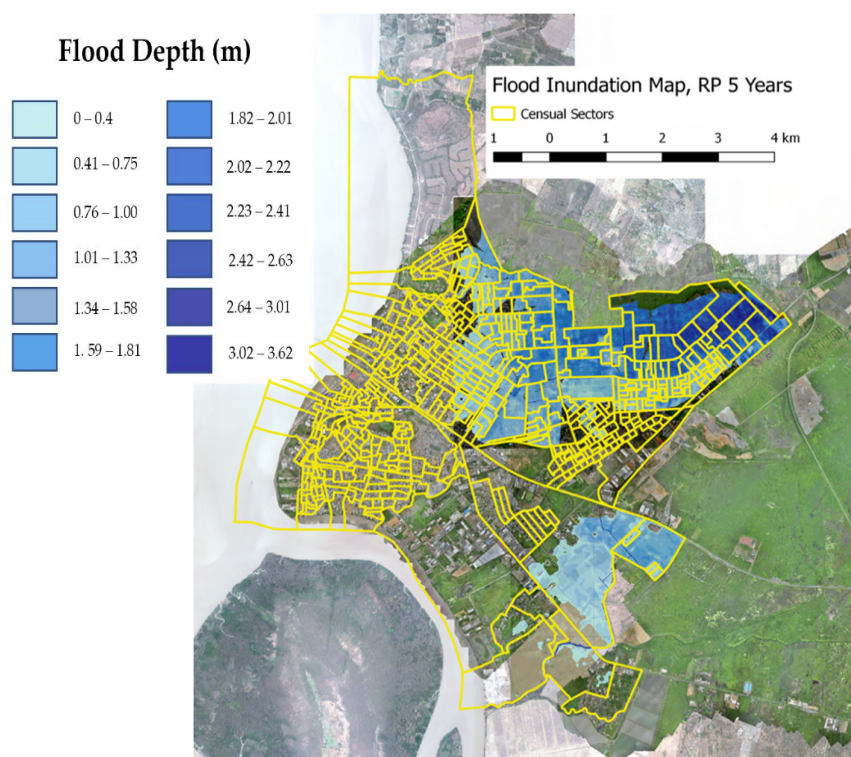 Flood Depth (m)
0 – 0.4
0.41 – 0.75
0.76 – 1.00
1.01 – 1.33
1.34 – 1.58
1. 59 – 1.81
1.82 – 2.01
2.02 – 2.22
2.23 – 2.41
2.42 – 2.63
2.64 – 3.01
3.02 – 3.62
Flood Inundation Map, RP 5 Years
Censual Sectors
1 0 1 2 3 4 km